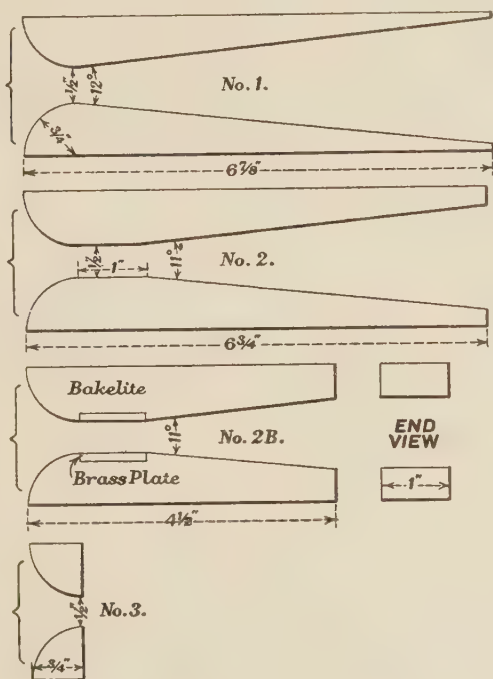 1/2"
12°
No. 1.
3/4"
6 7/8"
1/2"
1"
11°
No. 2.
6 3/4"
Bakelite
11°
No. 2B.
Brass Plate
4 1/2"
END
VIEW
1"
1/2"
No. 3.
3/4"